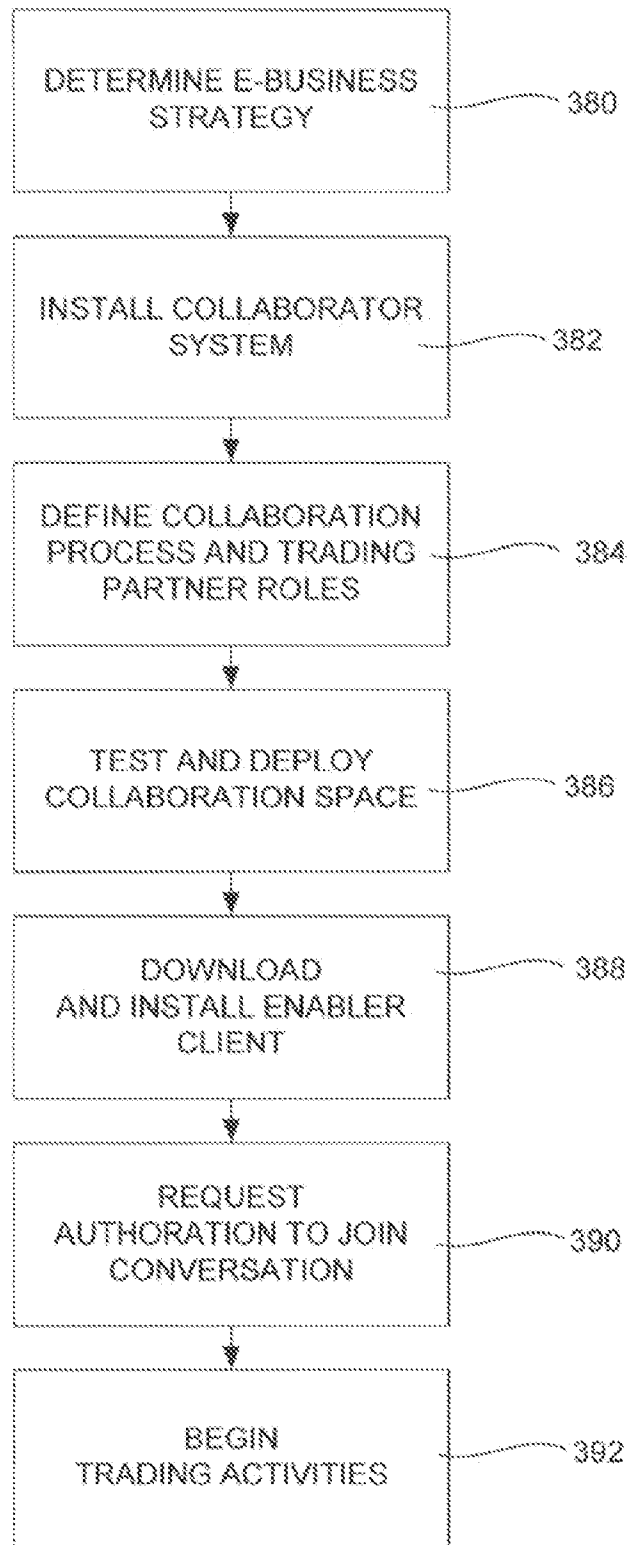 DETERMINE E-BUSINESS
STRATEGY
380
INSTALL COLLABORATOR
SYSTEM
382
DEFINE COLLABORATION
PROCESS AND TRADING
PARTNER ROLES
384
TEST AND DEPLOY
COLLABORATION SPACE
386
DOWNLOAD
AND INSTALL ENABLER
CLIENT
388
REQUEST
AUTHORATION TO JOIN
CONVERSATION
390
BEGIN
TRADING ACTIVITIES
392